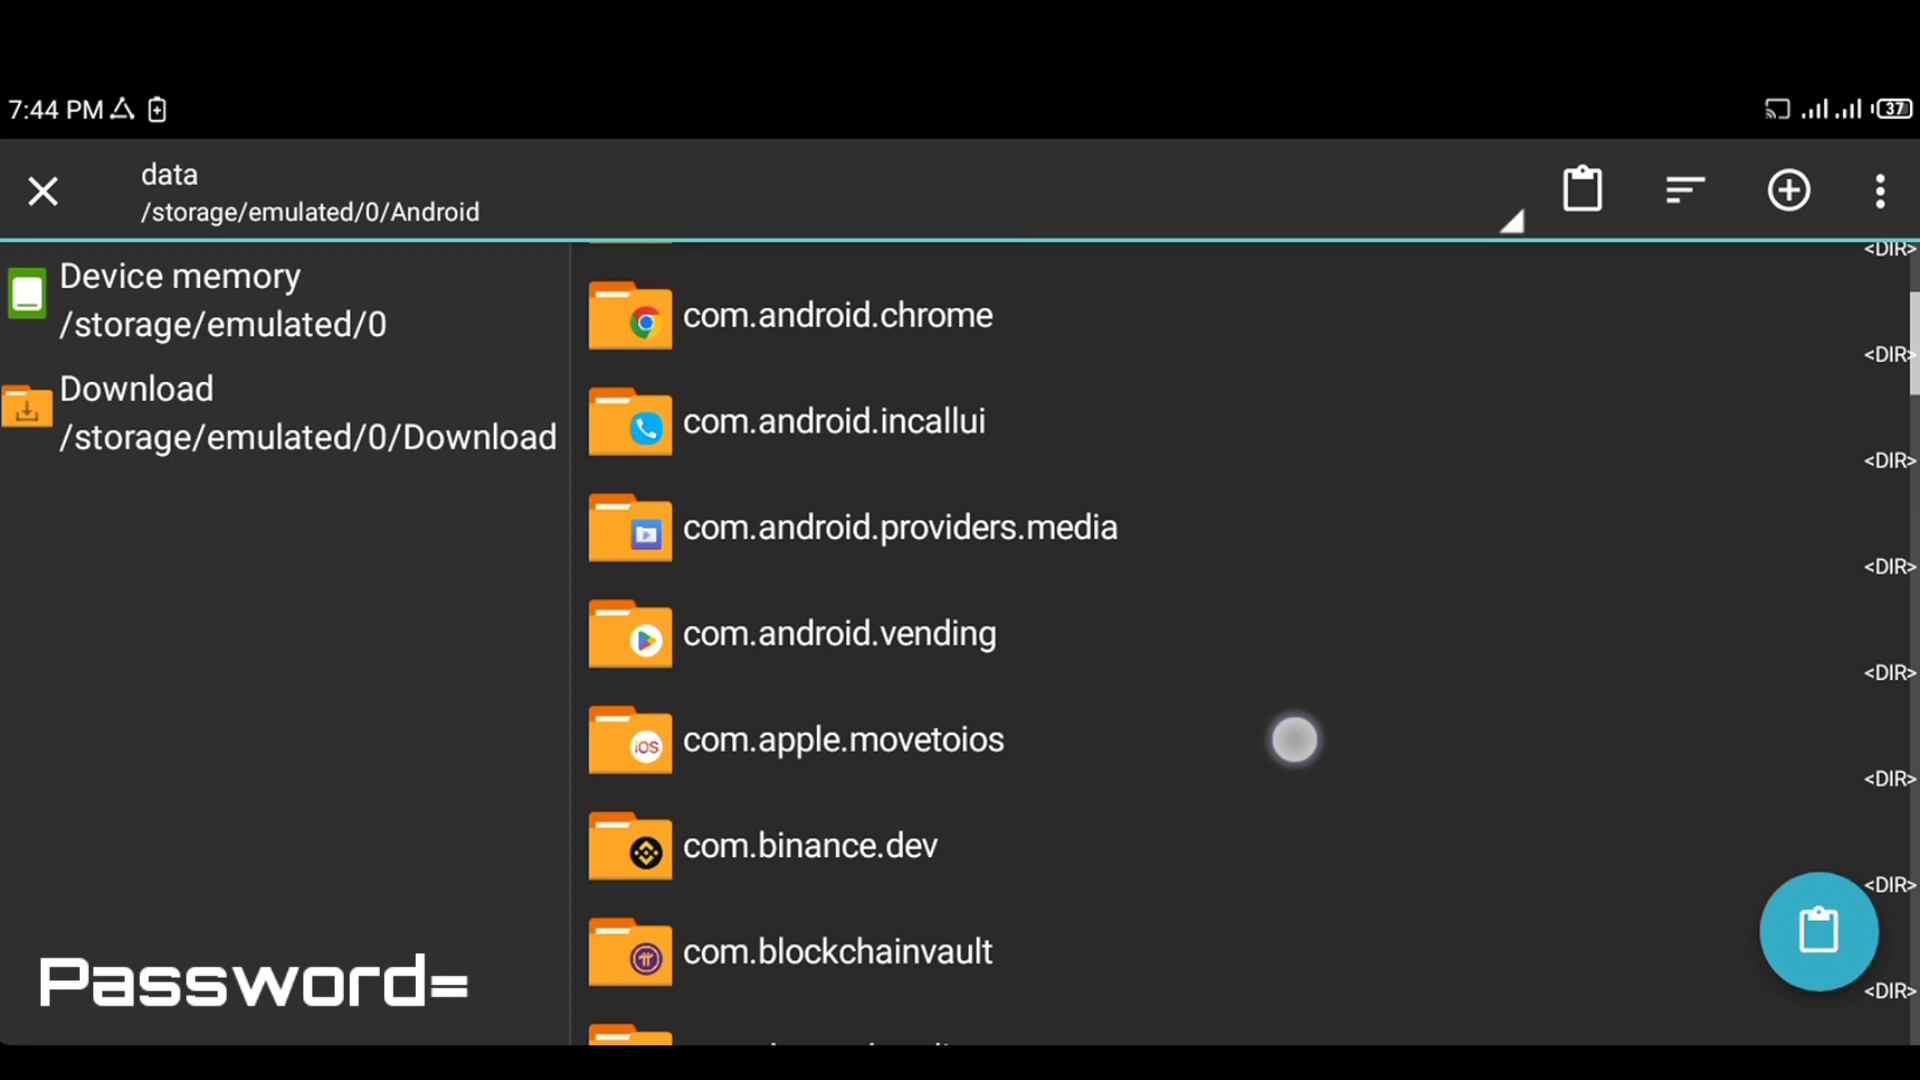 7:44 PM
37
data
/storage/emulated/0/Android
Device memory
/storage/emulated/0
Download
/storage/emulated/0/Download
<DIR>
com.android.chrome
<DIR>
com.android.incallui
<DIR>
com.android.providers.media
<DIR>
com.android.vending
<DIR>
com.apple.movetoios
iOS
<DIR>
com.binance.dev
<DIR>
com.blockchainvault
<DIR>
Password=